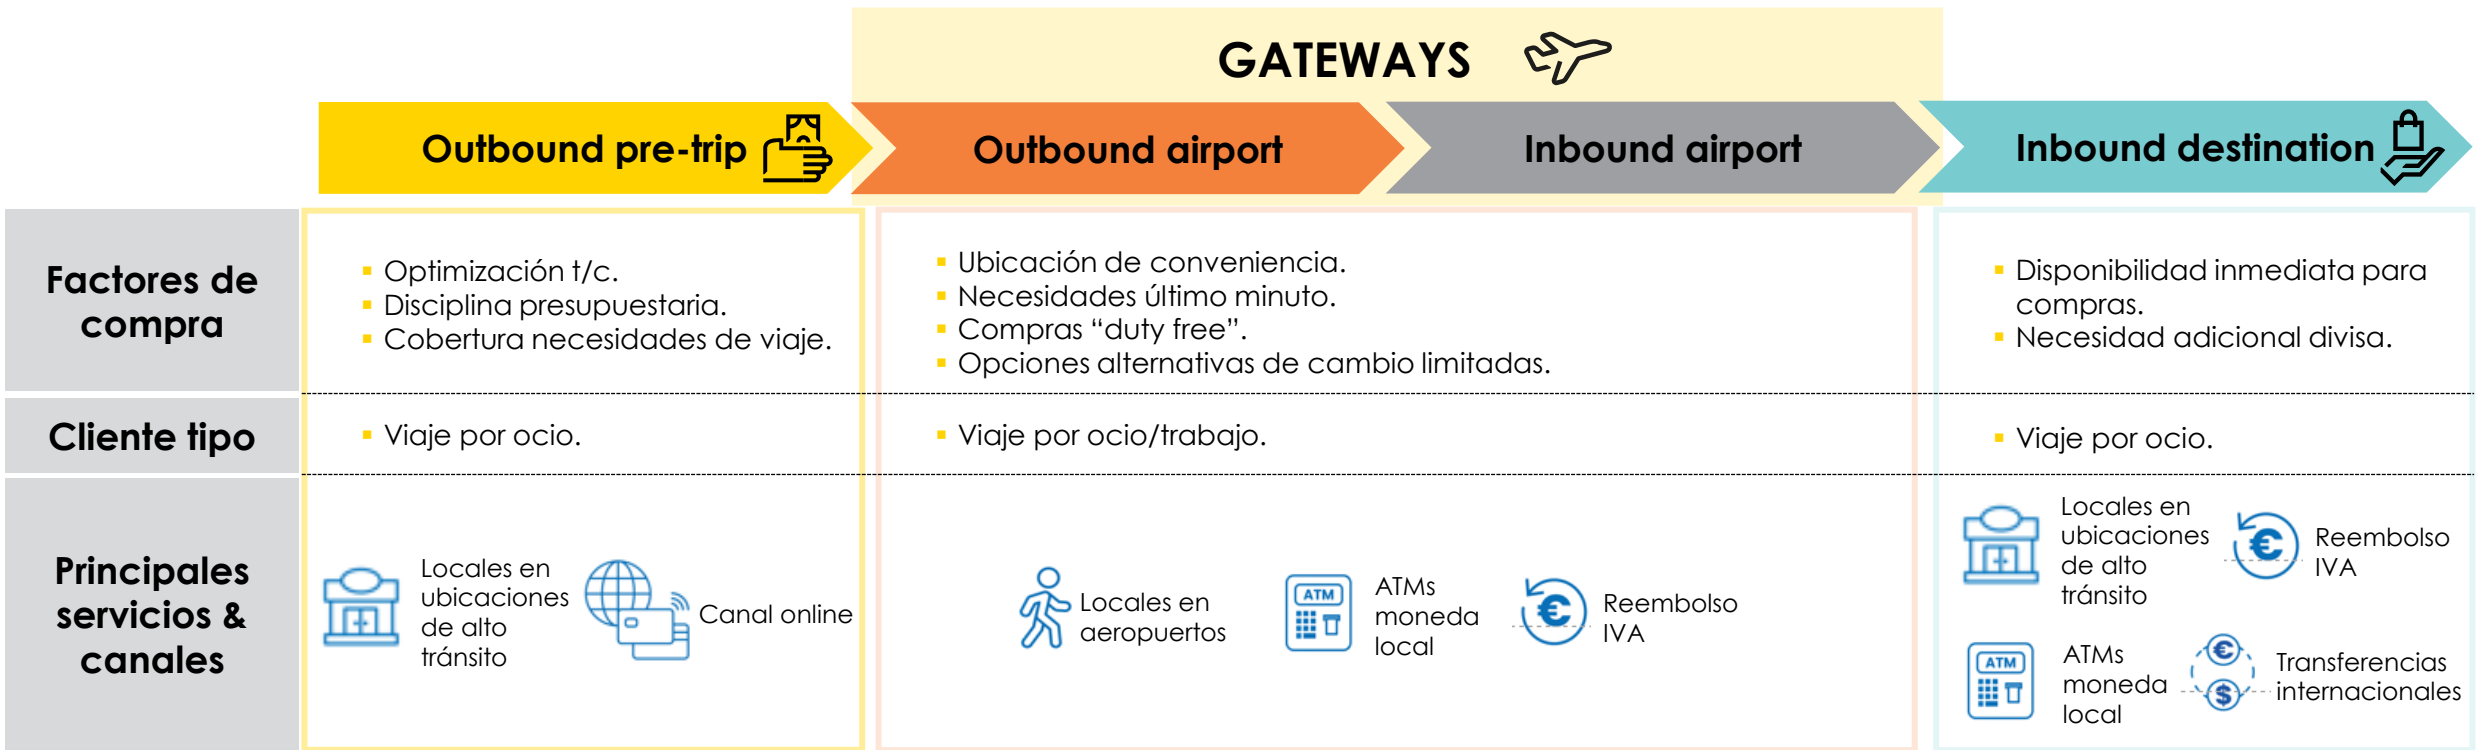 GATEWAYS
Outbound pre-trip
Outbound airport
Inbound airport
Inbound destination
Factores de
compra
▪ Optimización t/c.
▪ Disciplina presupuestaria.
▪ Cobertura necesidades de viaje.
▪ Ubicación de conveniencia.
▪ Necesidades último minuto.
▪ Compras “duty free”.
▪ Opciones alternativas de cambio limitadas.
▪ Disponibilidad inmediata para
compras.
▪ Necesidad adicional divisa.
Cliente tipo
▪ Viaje por ocio.
▪ Viaje por ocio/trabajo.
▪ Viaje por ocio.
Principales
servicios &
canales
Locales en
ubicaciones
de alto
tránsito
Canal online
Locales en
aeropuertos
ATM
ATMs
moneda
local
€
Reembolso
IVA
Locales en
ubicaciones
de alto
tránsito
€
Reembolso
IVA
ATM
ATMs
moneda
local
€
$
Transferencias
internacionales